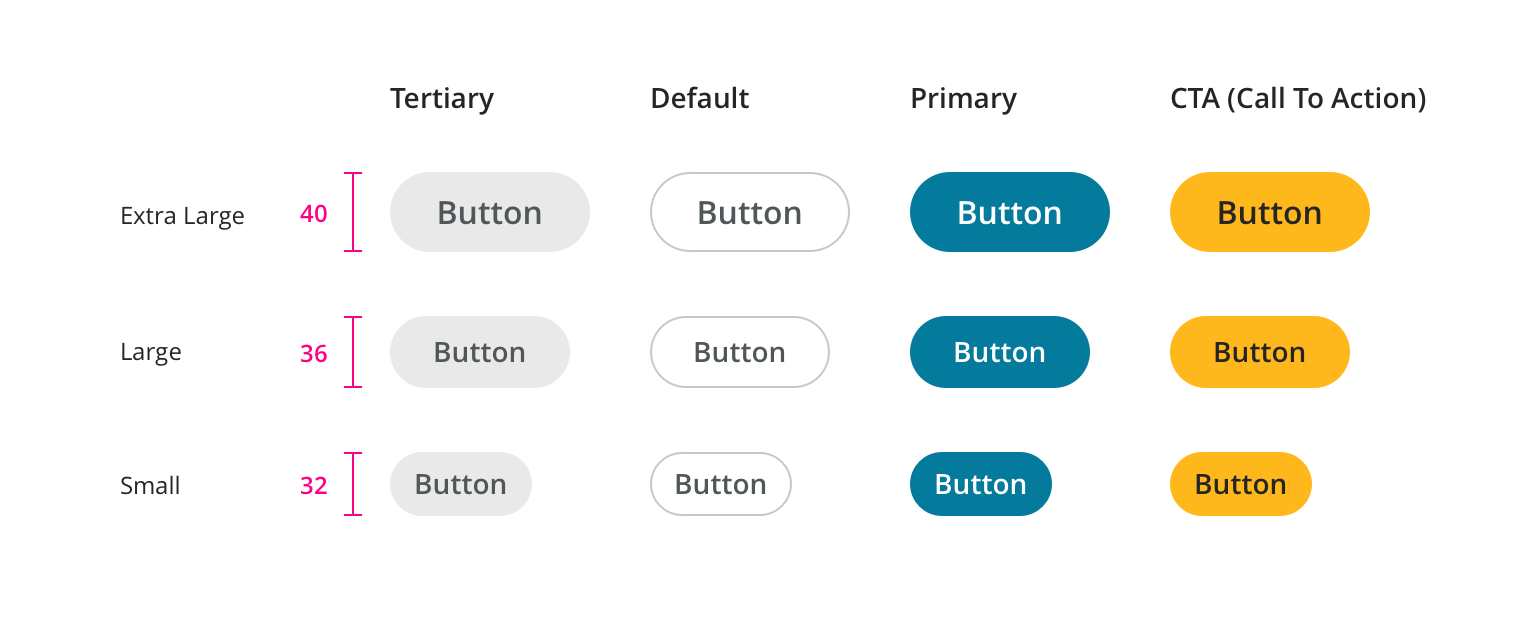 Tertiary Default Primary CTA (Call To Action)
Extra Large 40 Button Button Button Button
Large 36 Button Button Button Button
Small 32 Button Button Button Button